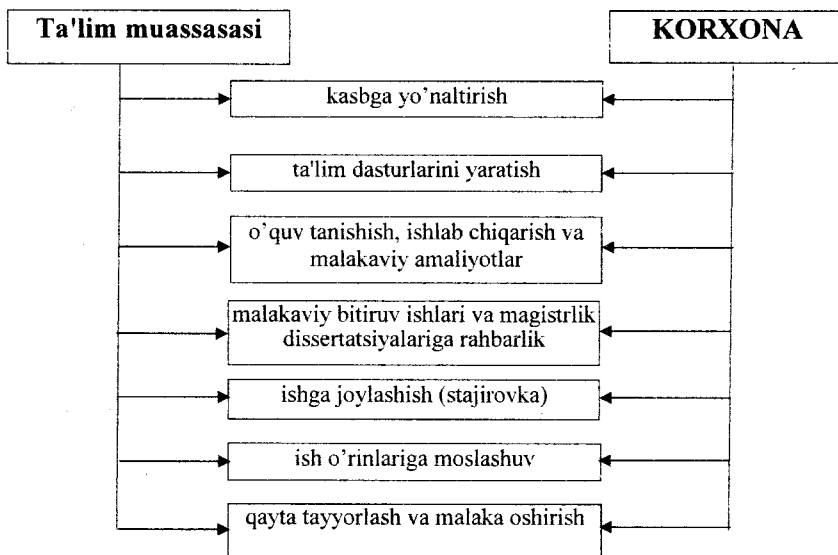 Ta'lim muassasasi
KORXONA
kasbga yo’naltirish
ta'lim dasturlarini yaratish
o’quv tanishish, ishlab chiqarish va
malakaviy amaliyotlar
malakaviy bitiruv ishlari va magistrlik
dissertatsiyalariga rahbarlik
ishga joylashish (stajirovka)
ish o’rinlariga moslashuv
qayta tayyorlash va malaka oshirish